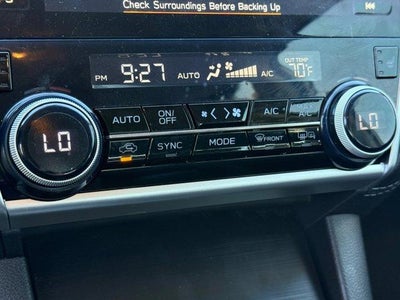 Check Surroundings Before Backing Up
OUT TEMP
PM 9:27 AUTO A/C 70°F
AUTO ON/OFF A/C A/C
LO LO
SYNC MODE FRONT